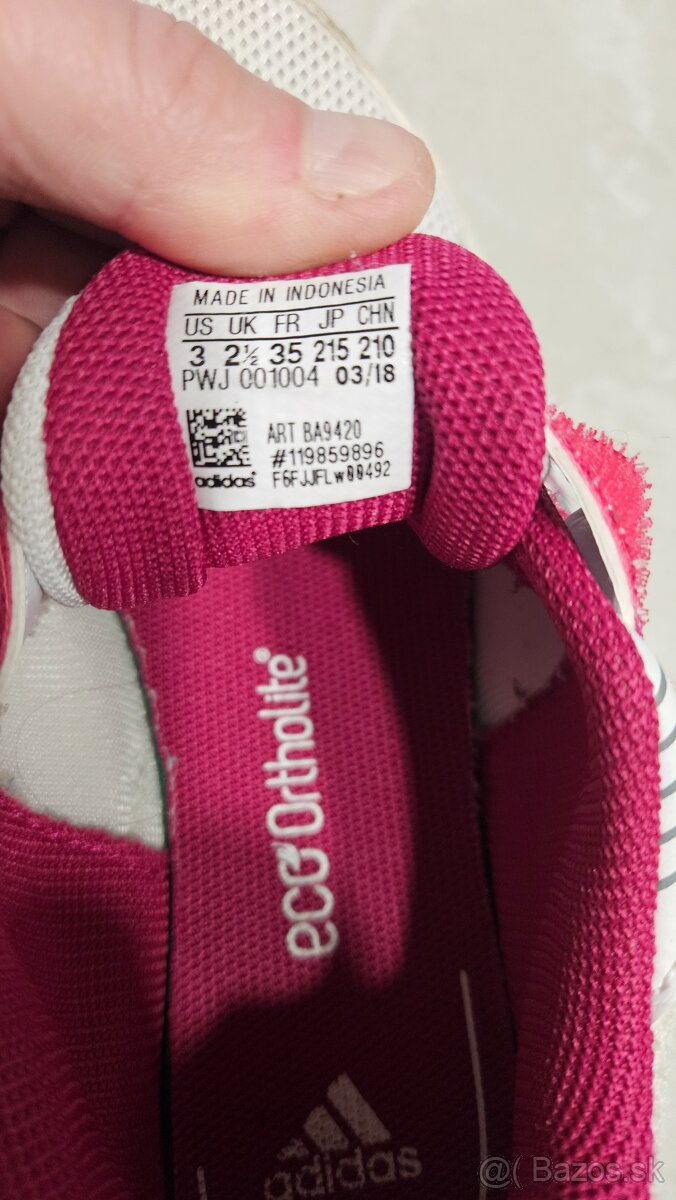 MADE IN INDONESIA
US UK FR JP CHN
3 2½ 35 215 210
PWJ 001004 03/18
ART BA9420
#119859896
adidas® F6FJJFLw00492
eco Ortholite®
adidas
@( Bazos.sk